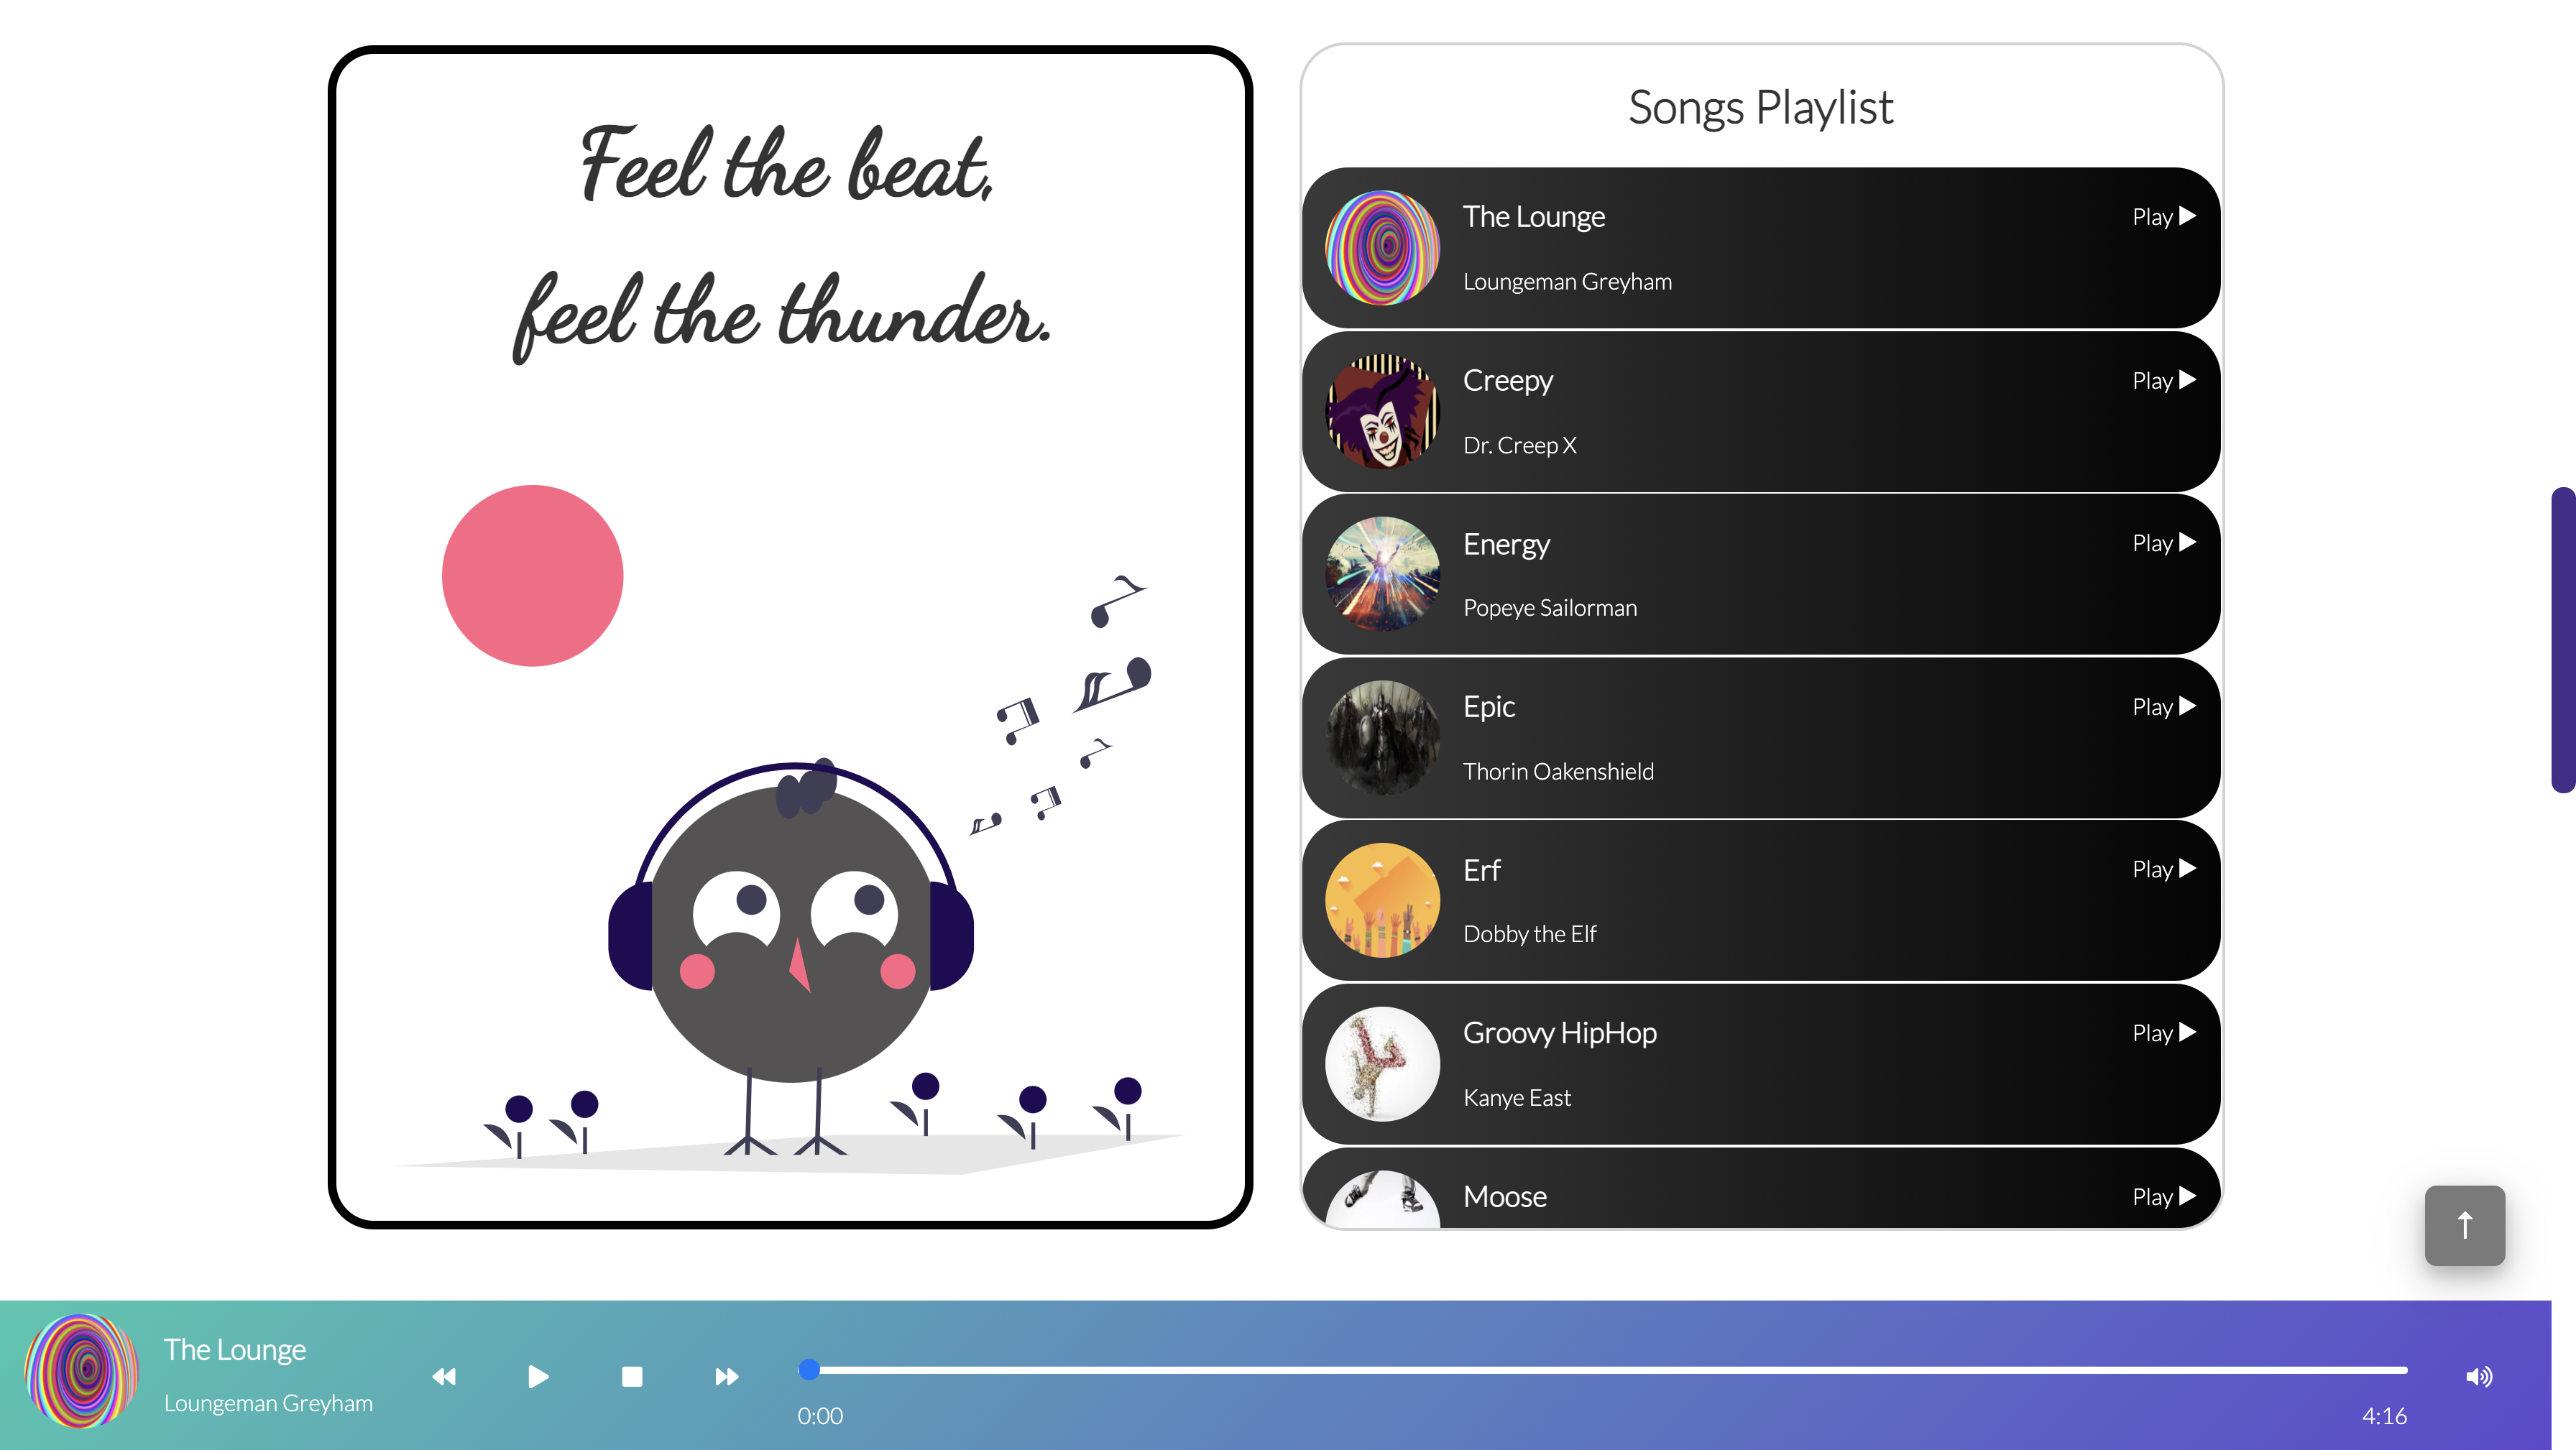 Feel the beat,
feel the thunder.
Songs Playlist
The Lounge
Play
Loungeman Greyham
Creepy
Play
Dr. Creep X
Energy
Play
Popeye Sailorman
Epic
Play
Thorin Oakenshield
Erf
Play
Dobby the Elf
Groovy HipHop
Play
Kanye East
Moose
Play
↑
The Lounge
Loungeman Greyham
0:00
4:16